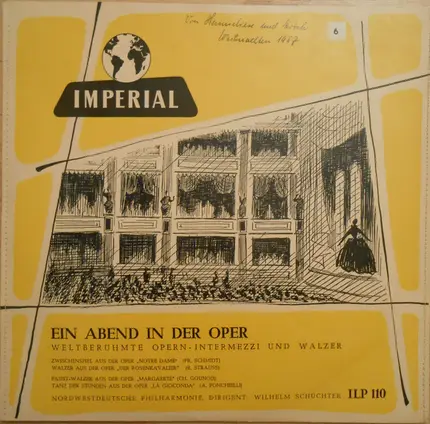 Von
und
6
Weihnachten 1957
IMPERIAL
EIN ABEND IN DER OPER
WELTBERÜHMTE OPERN-INTERMEZZI UND WALZER
ZWISCHENSPIEL AUS DER OPER „NOTRE DAME" (FR. SCHMIDT)
WALZER AUS DER OPER „DER ROSENKAVALIER" (R. STRAUSS)
FAUST-WALZER AUS DER OPER „MARGARETE" (CH. GOUNOD)
TANZ DER STUNDEN AUS DER OPER „LA GIOCONDA" (A. PONCHIELLI)
NORDWESTDEUTSCHE PHILHARMONIE, DIRIGENT: WILHELM SCHÜCHTER ILP 110